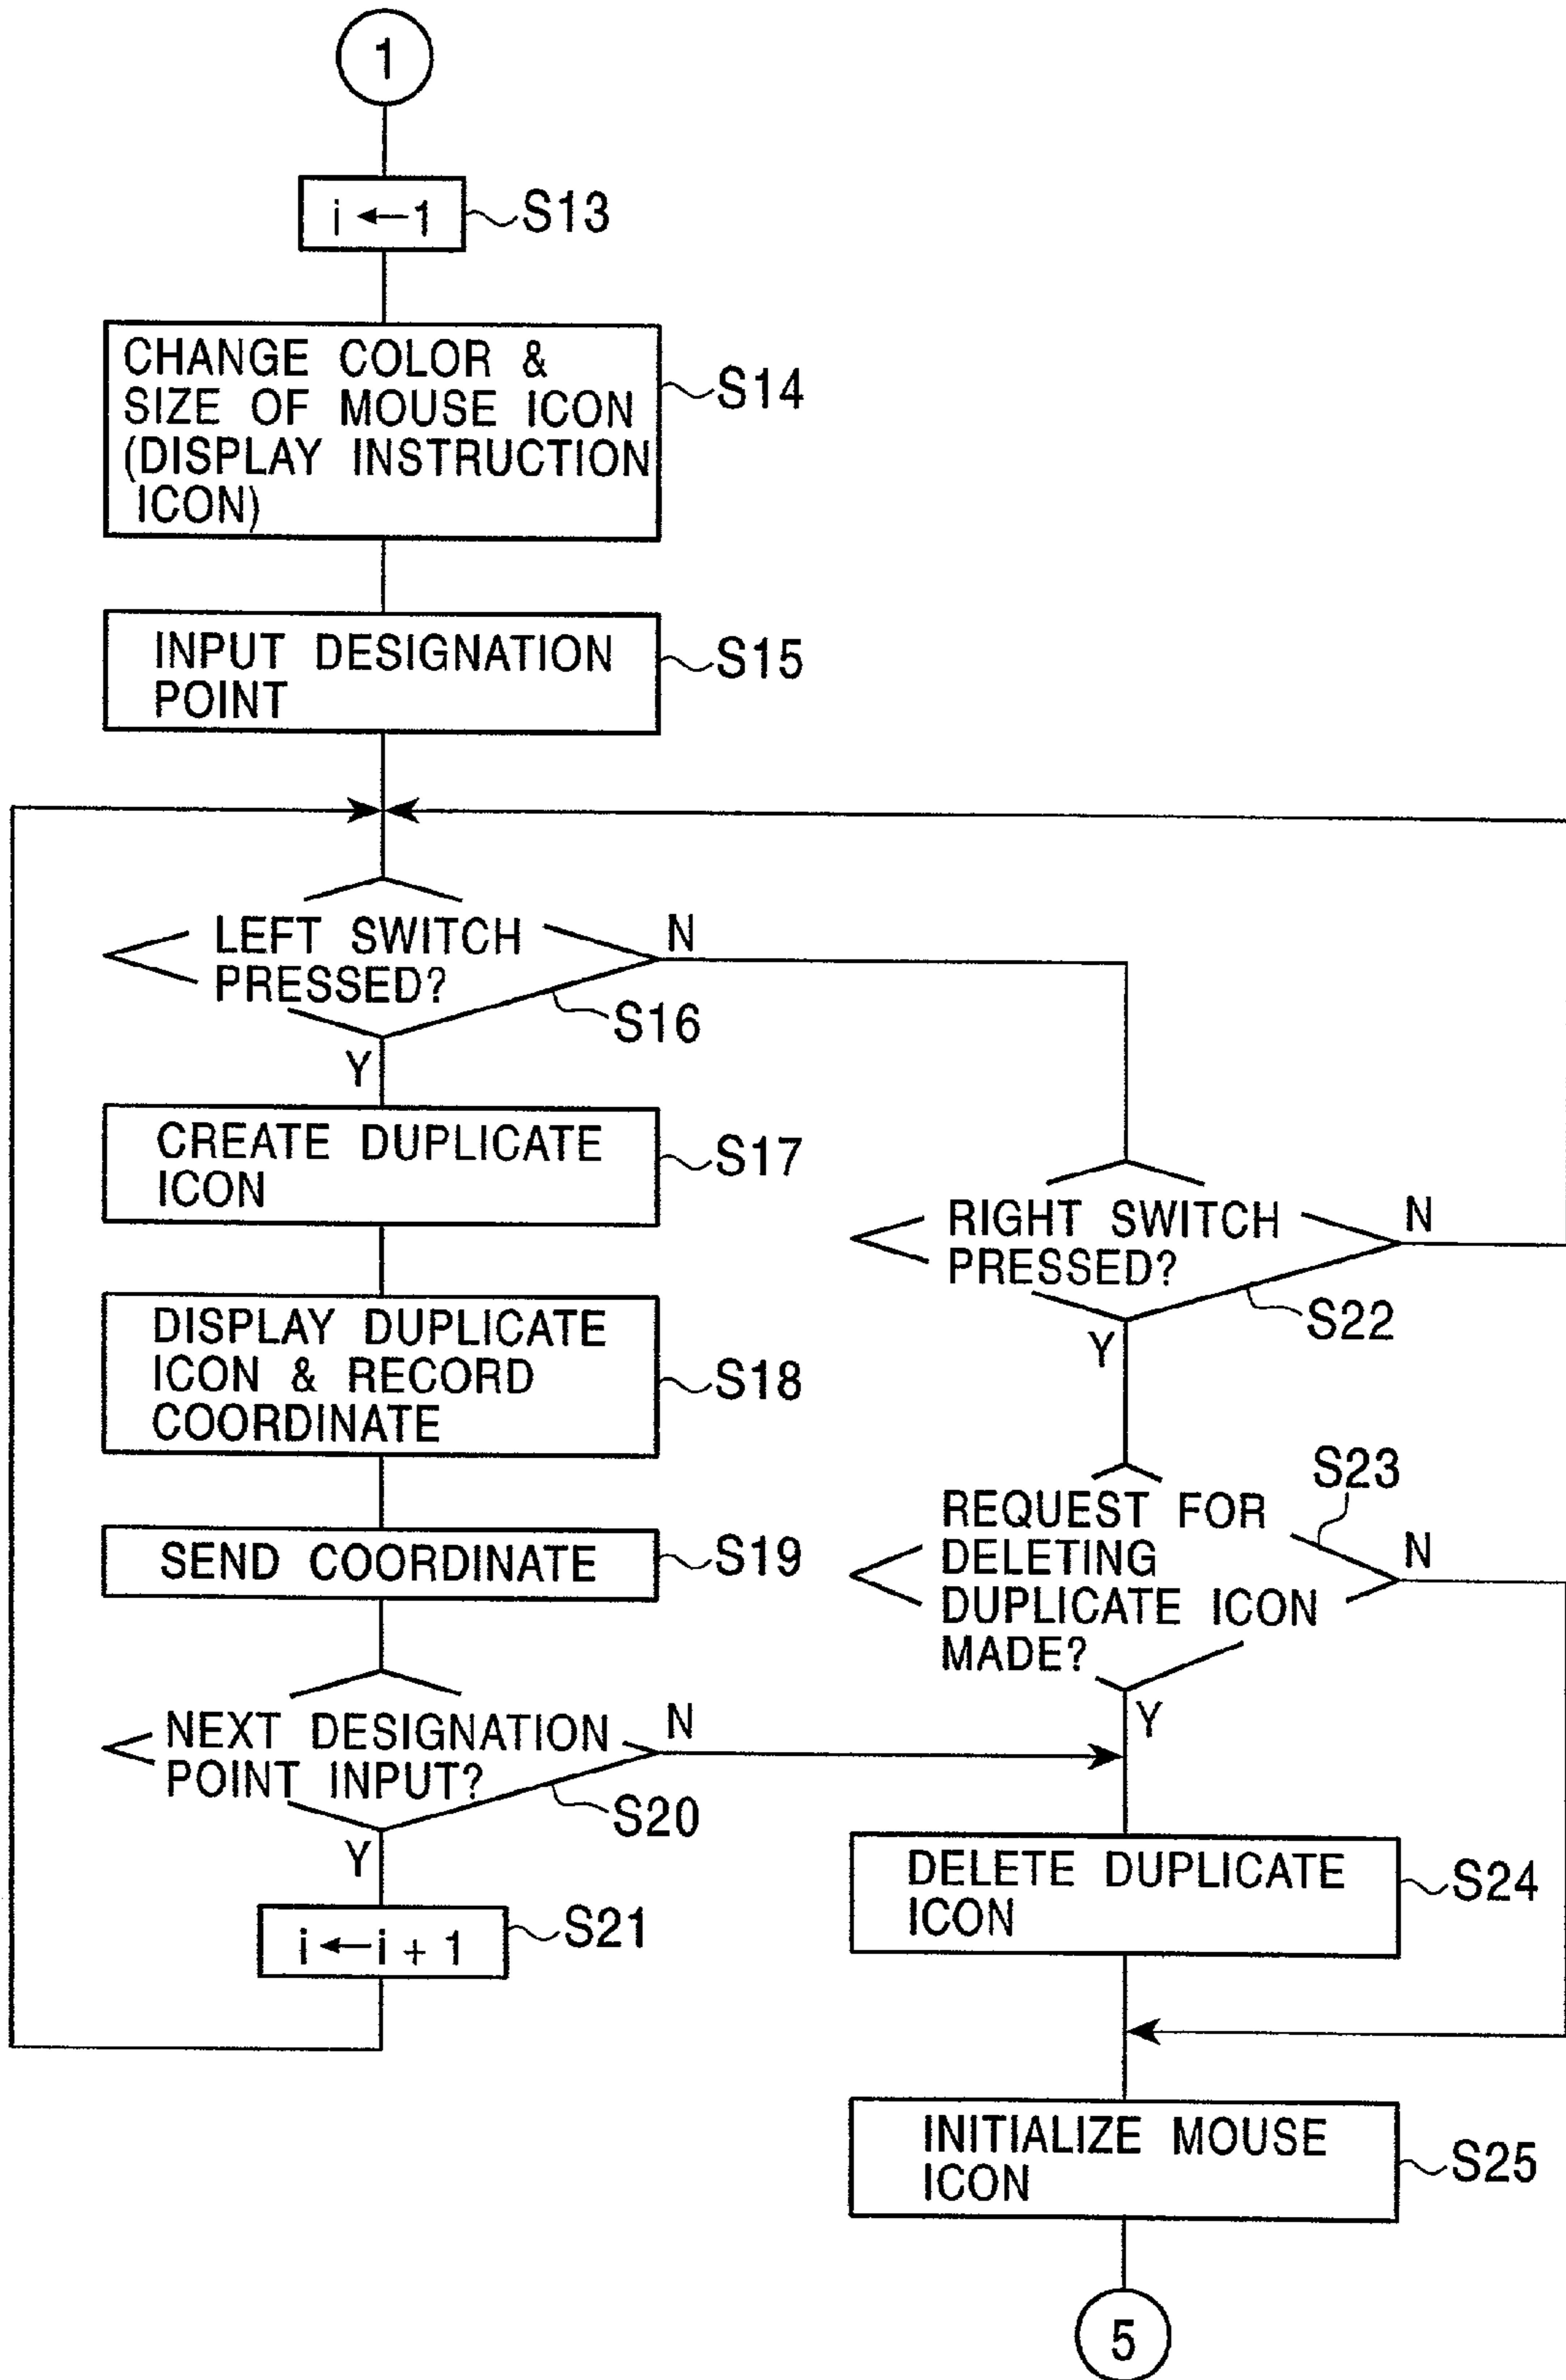 1
i ← 1
S13
CHANGE COLOR &
SIZE OF MOUSE ICON
(DISPLAY INSTRUCTION
ICON)
S14
INPUT DESIGNATION
POINT
S15
LEFT SWITCH
PRESSED?
N
S16
Y
CREATE DUPLICATE
ICON
S17
DISPLAY DUPLICATE
ICON & RECORD
COORDINATE
S18
SEND COORDINATE
S19
NEXT DESIGNATION
POINT INPUT?
N
S20
Y
i ← i + 1
S21
RIGHT SWITCH
PRESSED?
N
S22
Y
REQUEST FOR
DELETING
DUPLICATE ICON
MADE?
S23
N
Y
DELETE DUPLICATE
ICON
S24
INITIALIZE MOUSE
ICON
S25
5